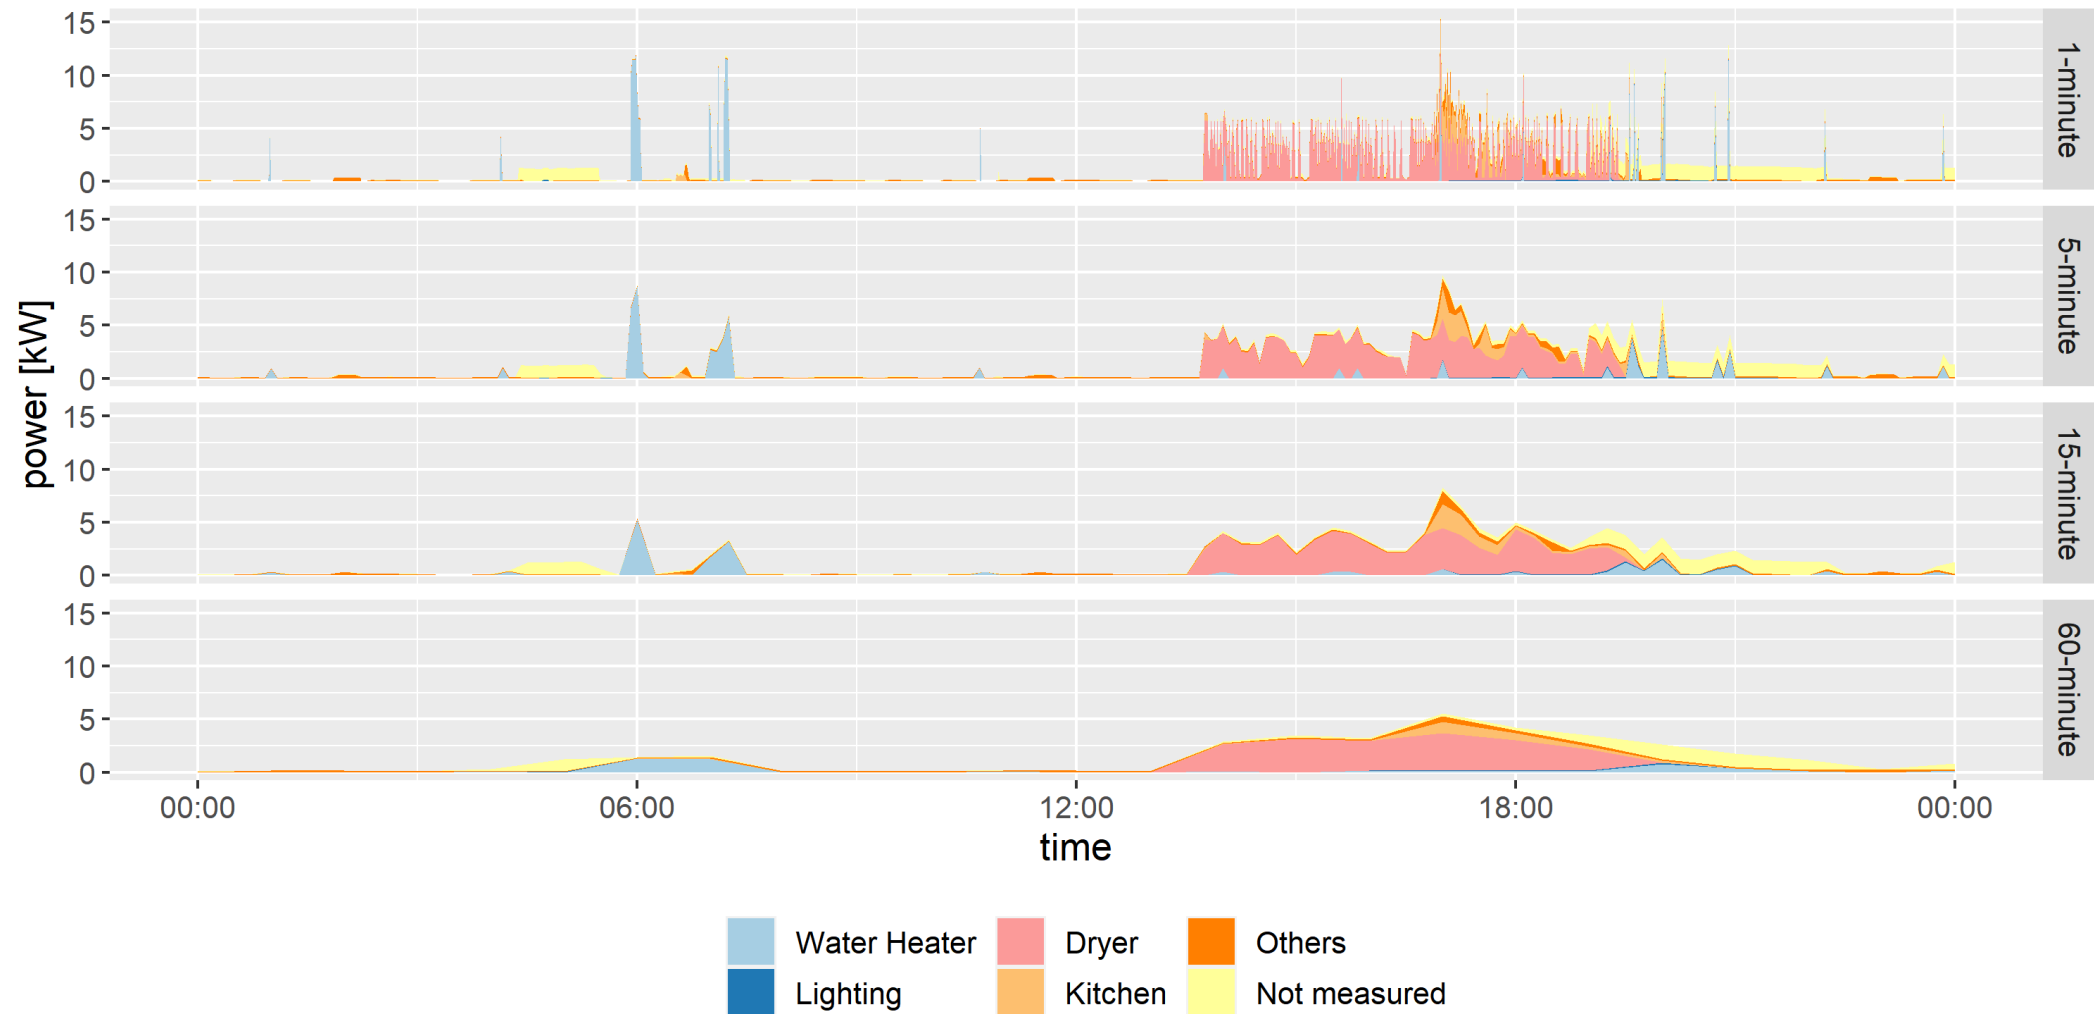 15
10
5
0
1-minute
15
10
5
0
5-minute
15
10
5
0
15-minute
15
10
5
0
60-minute
power [kW]
00:00 06:00 12:00 18:00 00:00
time
Water Heater Dryer Others
Lighting Kitchen Not measured